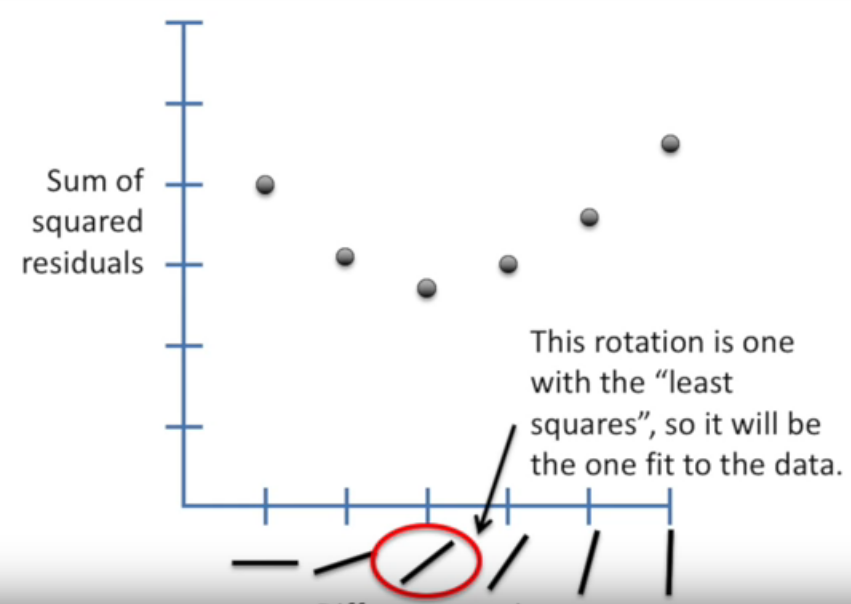 Sum of
squared
residuals
This rotation is one
with the “least
squares”, so it will be
the one fit to the data.